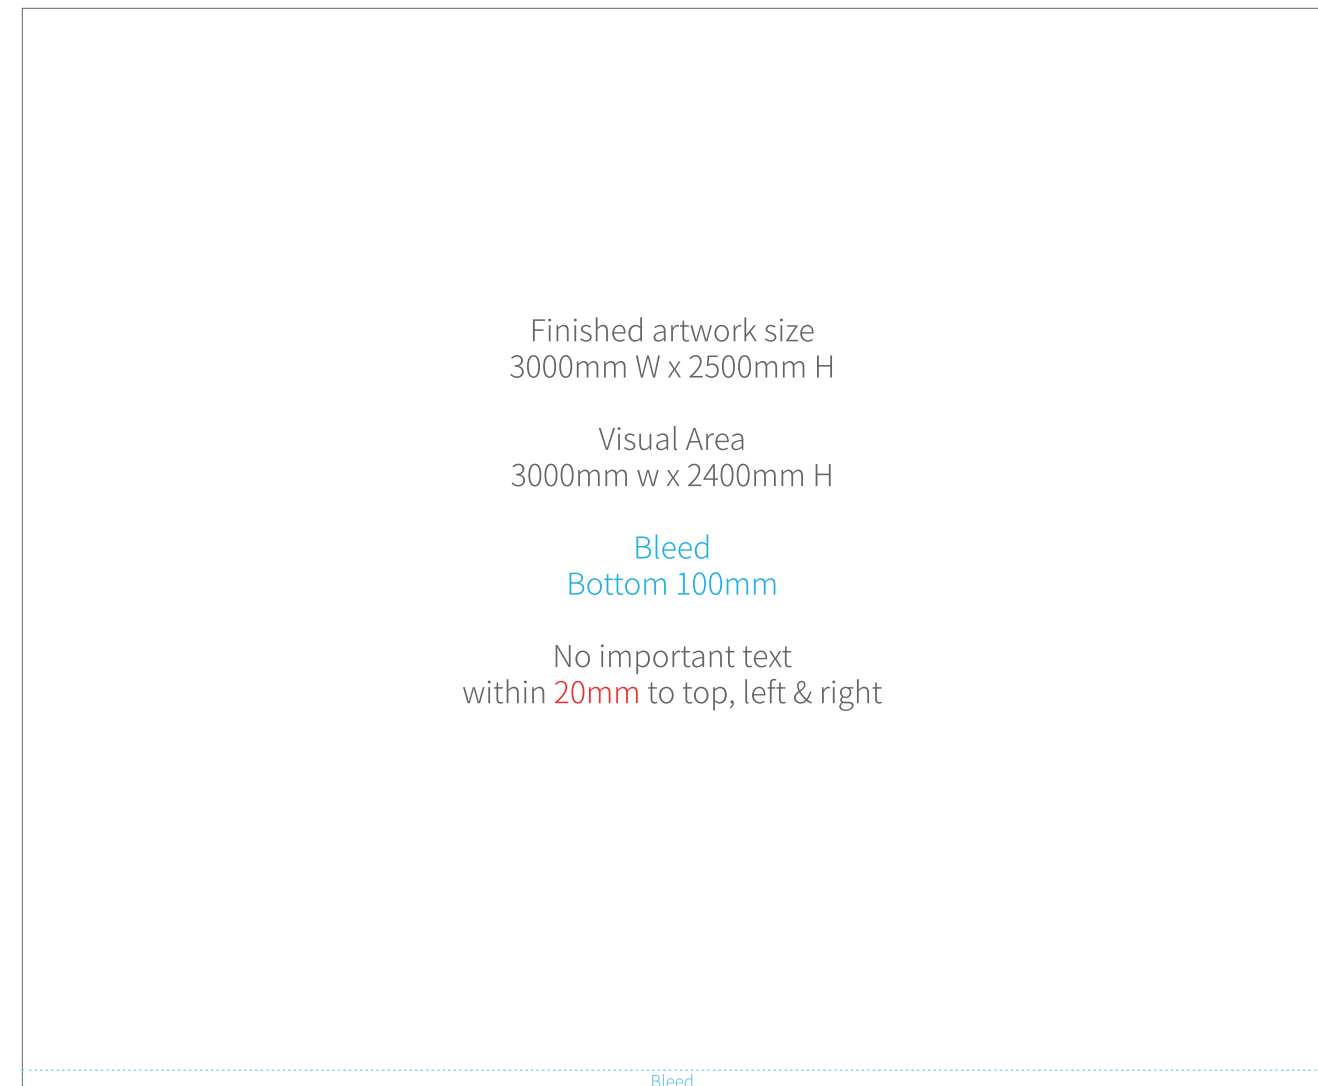 Finished artwork size
3000mm W x 2500mm H
Visual Area
3000mm w x 2400mm H
Bleed
Bottom 100mm
No important text
within 20mm to top, left & right
Bleed